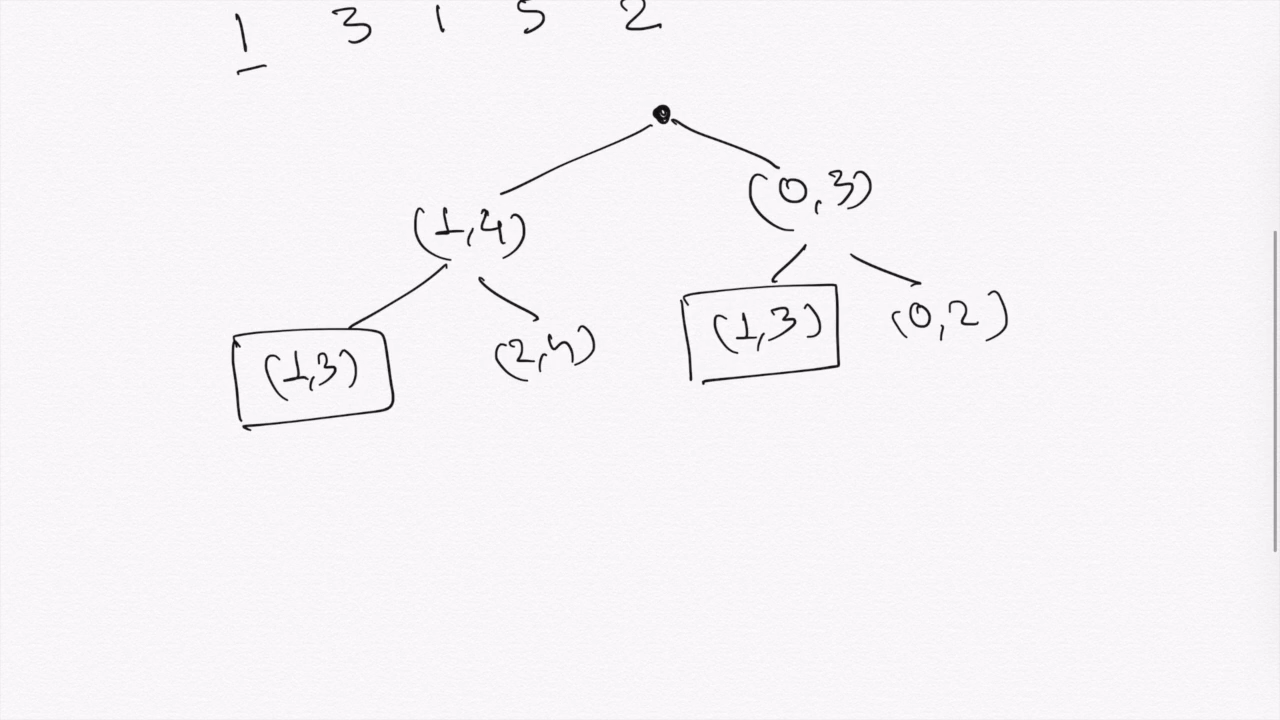 1 3 1 5 2
(0,3)
(1,4)
(1,3) (0,2)
(1,3) (2,4)